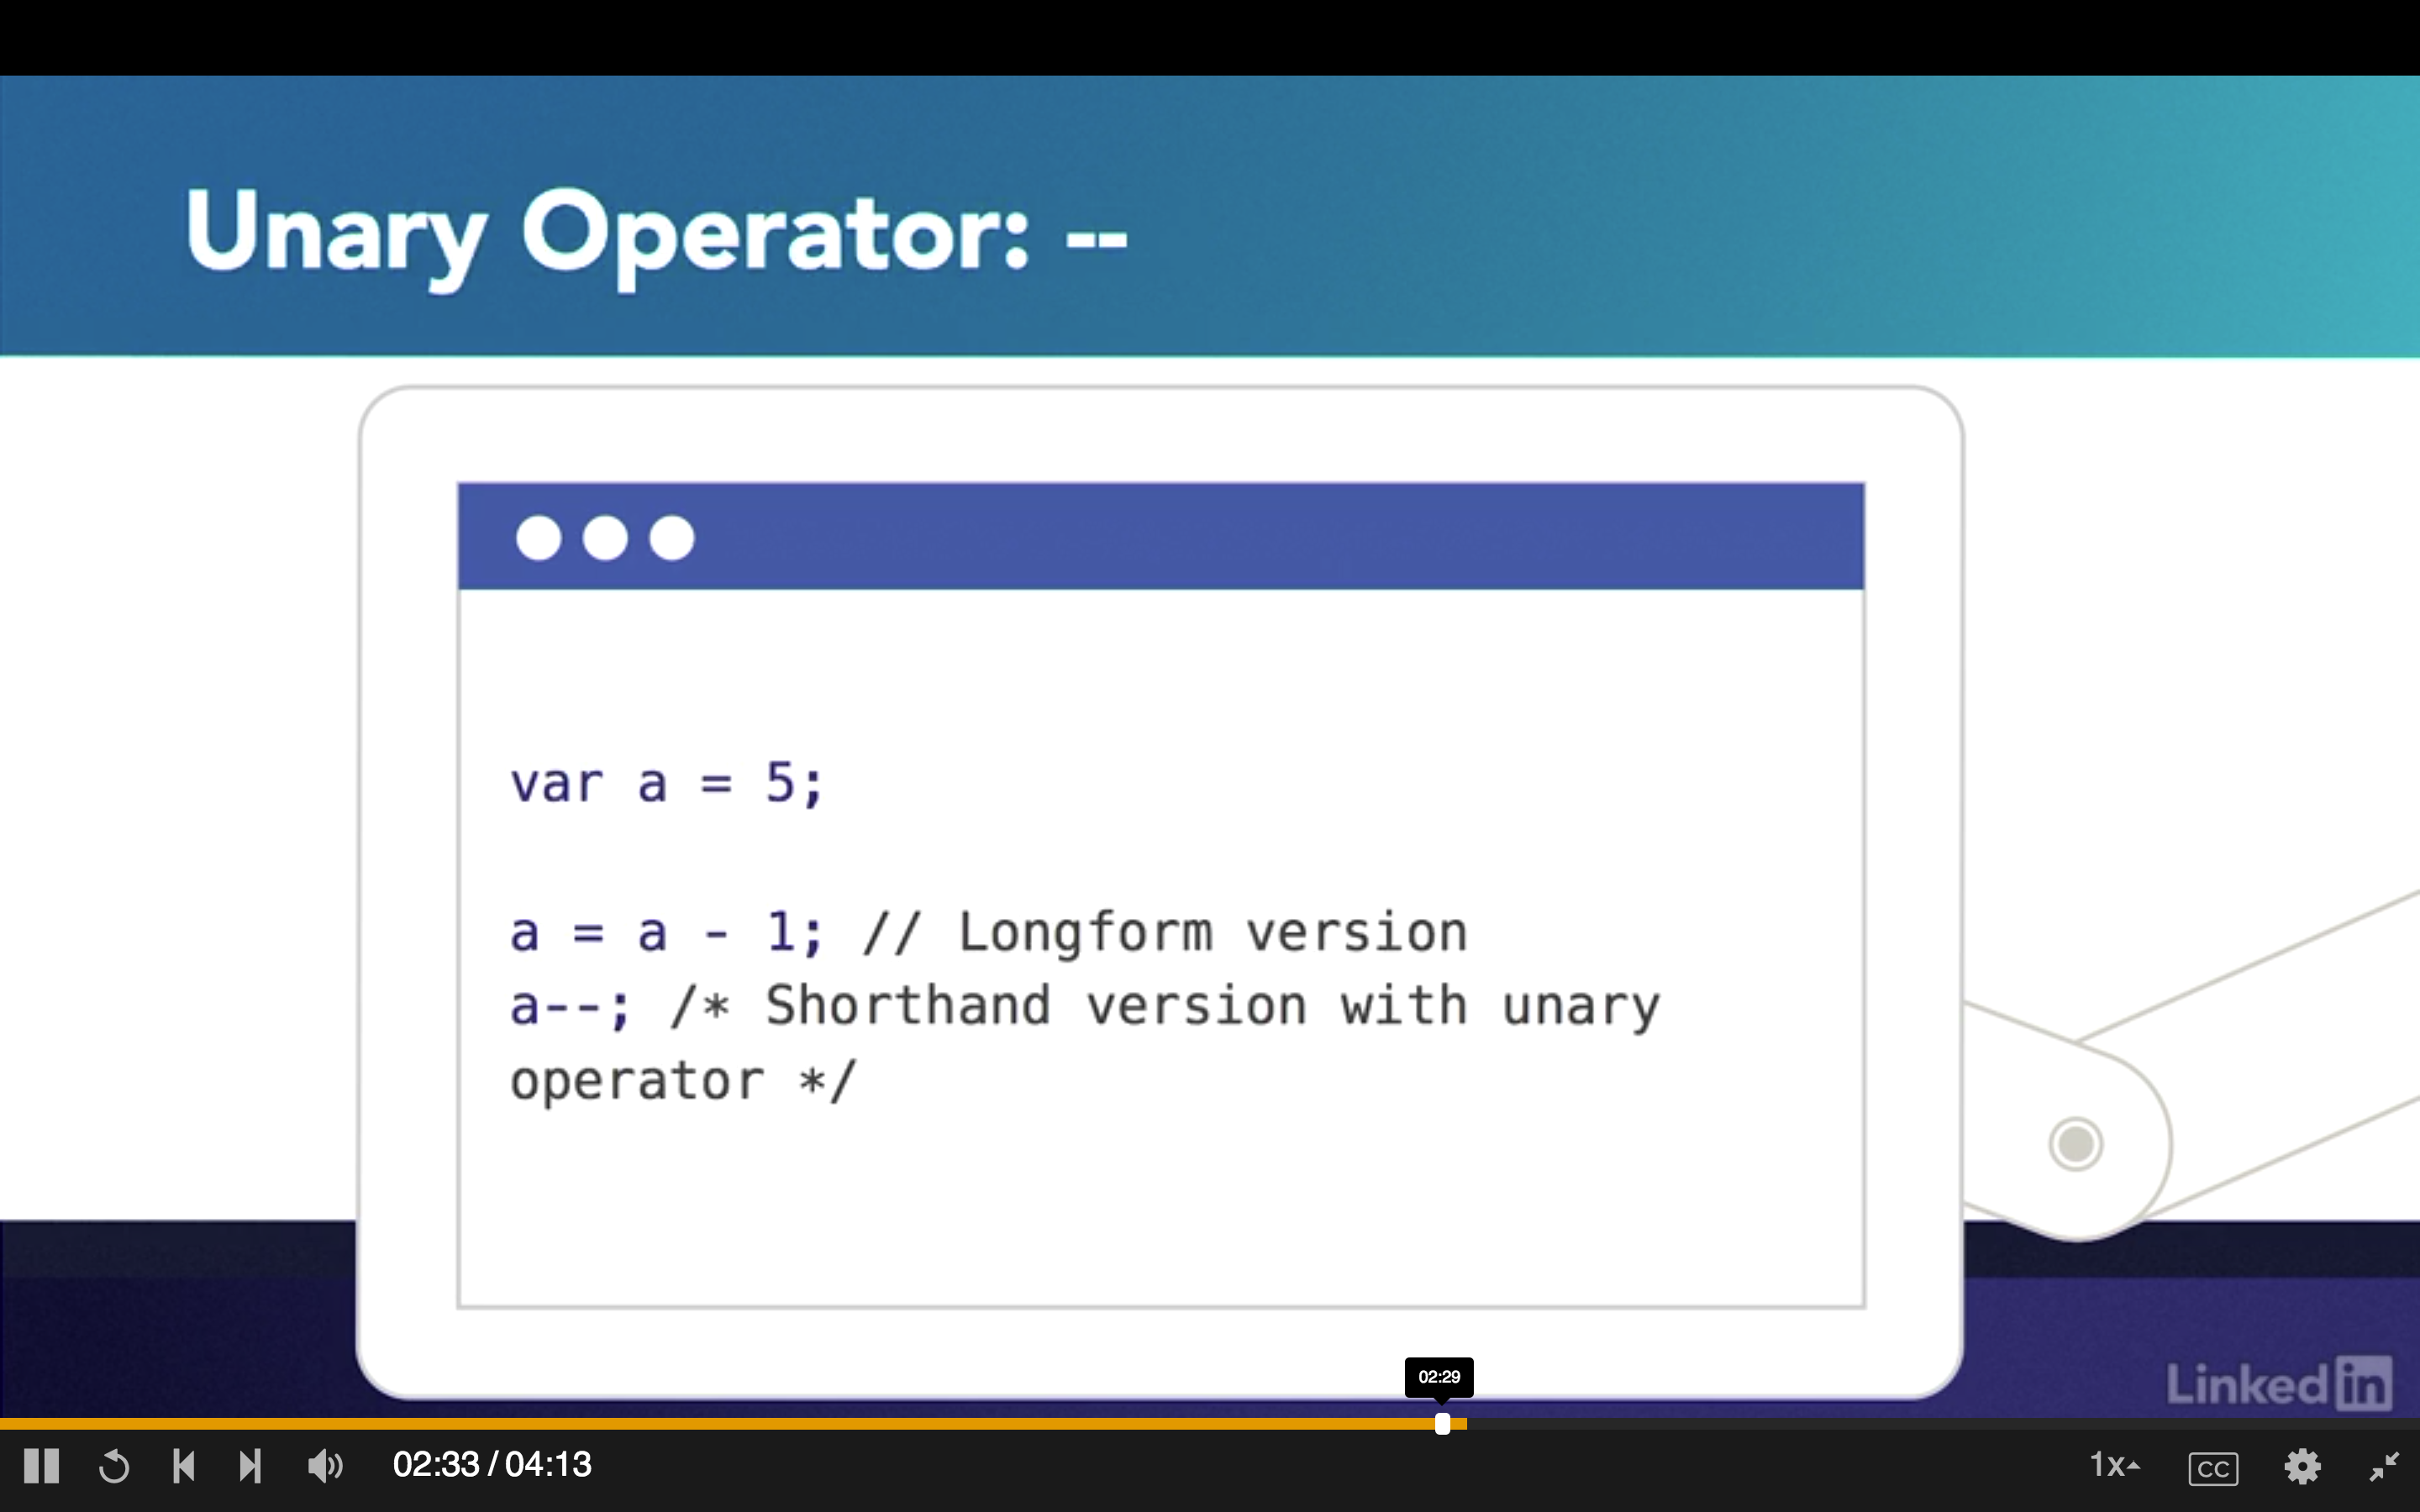 Unary Operator: --
var a = 5;
a = a - 1; // Longform version
a--; /* Shorthand version with unary
operator */
LinkedIn
02:29
02:33 / 04:13
1x
CC